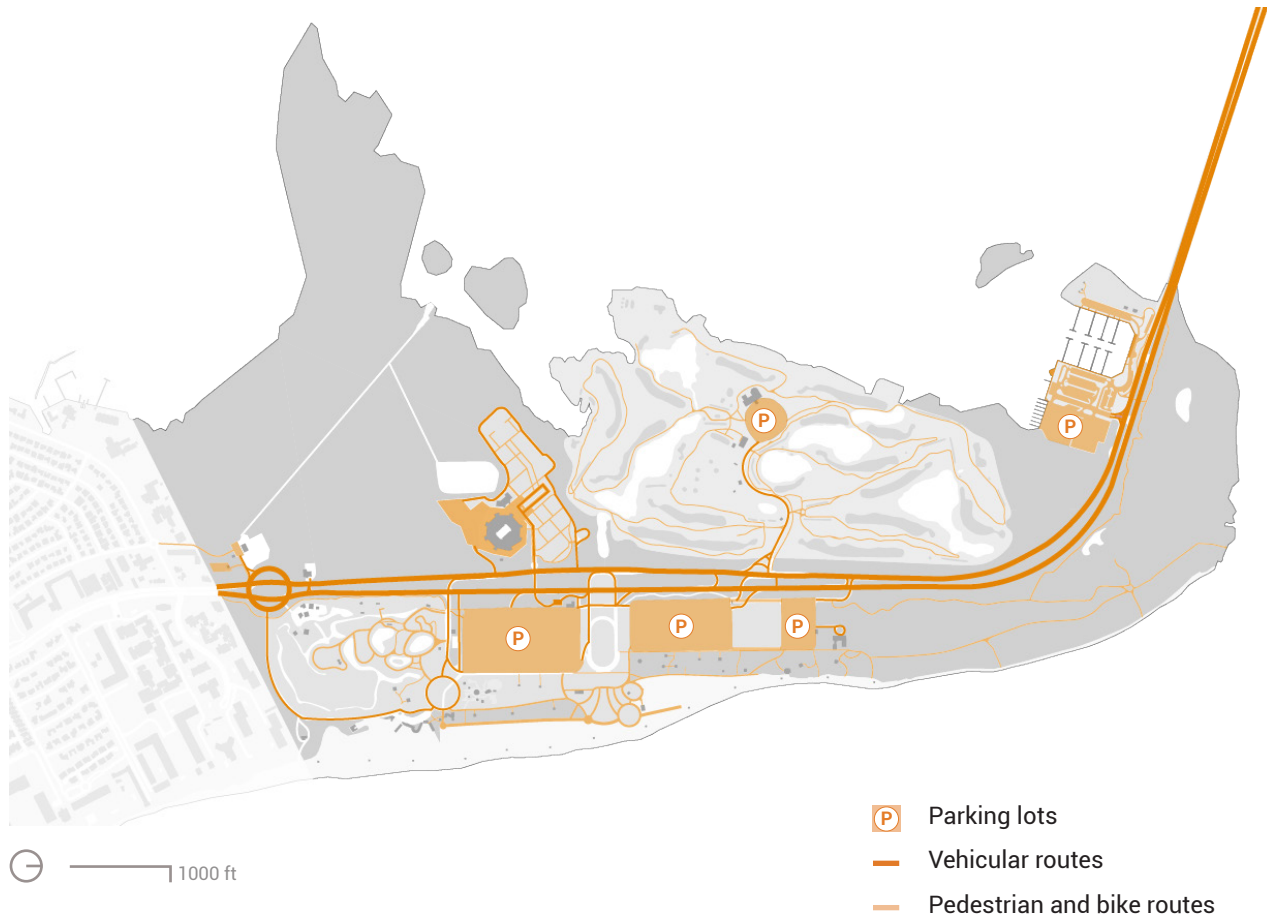 P
P
P
P
P
1000 ft
P Parking lots
Vehicular routes
Pedestrian and bike routes